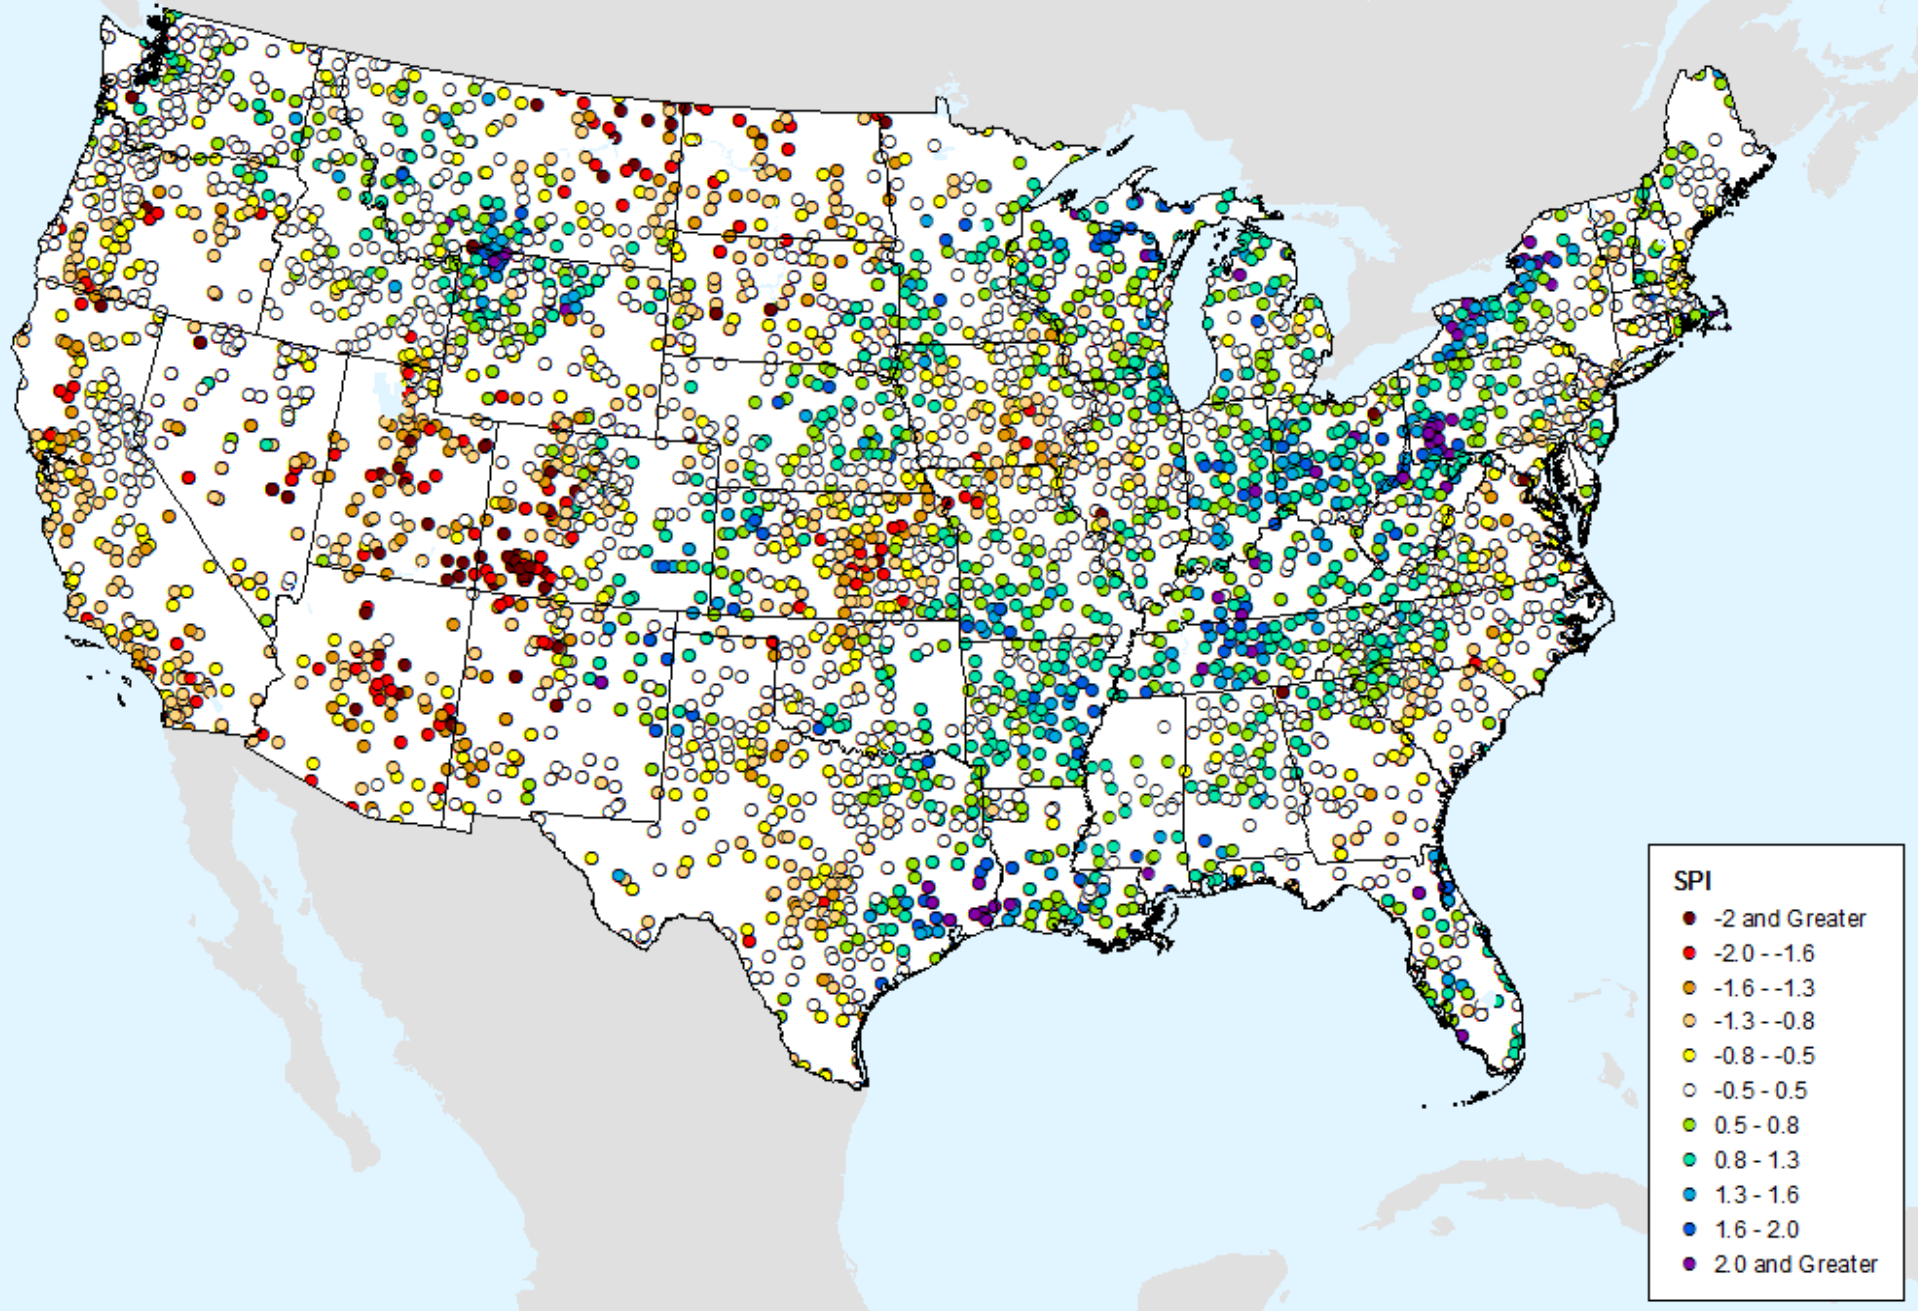 SPI
-2 and Greater
-2.0 - -1.6
-1.6 - -1.3
-1.3 - -0.8
-0.8 - -0.5
-0.5 - 0.5
0.5 - 0.8
0.8 - 1.3
1.3 - 1.6
1.6 - 2.0
2.0 and Greater